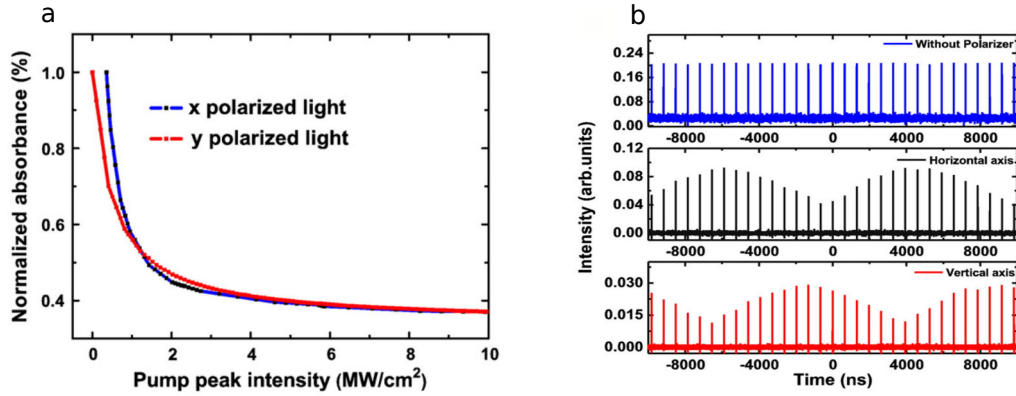 a
Normalized absorbance (%)
1.0
0.8
0.6
0.4
x polarized light
y polarized light
0 2 4 6 8 10
Pump peak intensity (MW/cm²)
b
Intensity (arb.units)
Without Polarizer
0.24
0.16
0.08
0.00
-8000 -4000 0 4000 8000
Horizontal axis
0.12
0.08
0.04
0.00
-8000 -4000 0 4000 8000
Vertical axis
0.030
0.015
0.000
-8000 -4000 0 4000 8000
Time (ns)